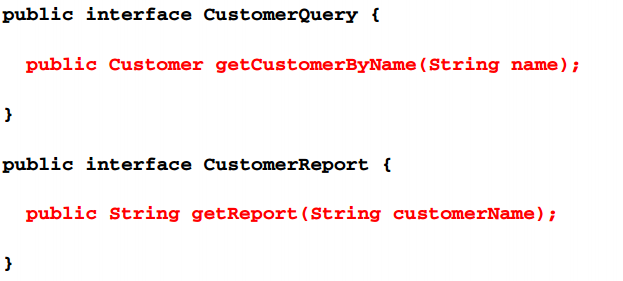 public interface CustomerQuery {
public Customer getCustomerByName(String name);
}
public interface CustomerReport {
public String getReport(String customerName);
}